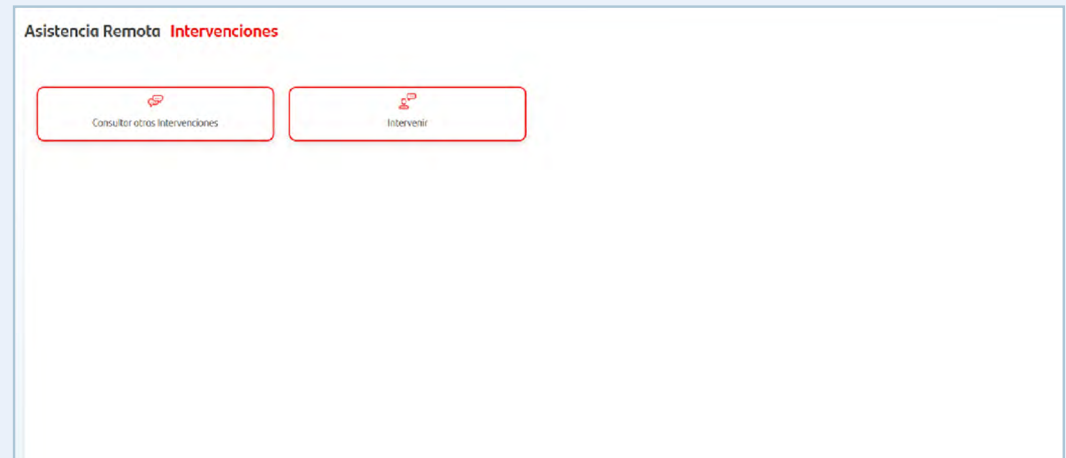 Asistencia Remota Intervenciones
Consultar otras Intervenciones
Intervenir